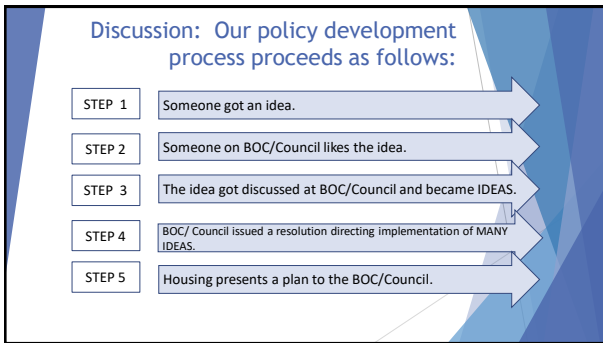 Discussion: Our policy development
process proceeds as follows:
STEP 1
Someone got an idea.
STEP 2
Someone on BOC/Council likes the idea.
STEP 3
The idea got discussed at BOC/Council and became IDEAS.
STEP 4
BOC/ Council issued a resolution directing implementation of MANY
IDEAS.
STEP 5
Housing presents a plan to the BOC/Council.